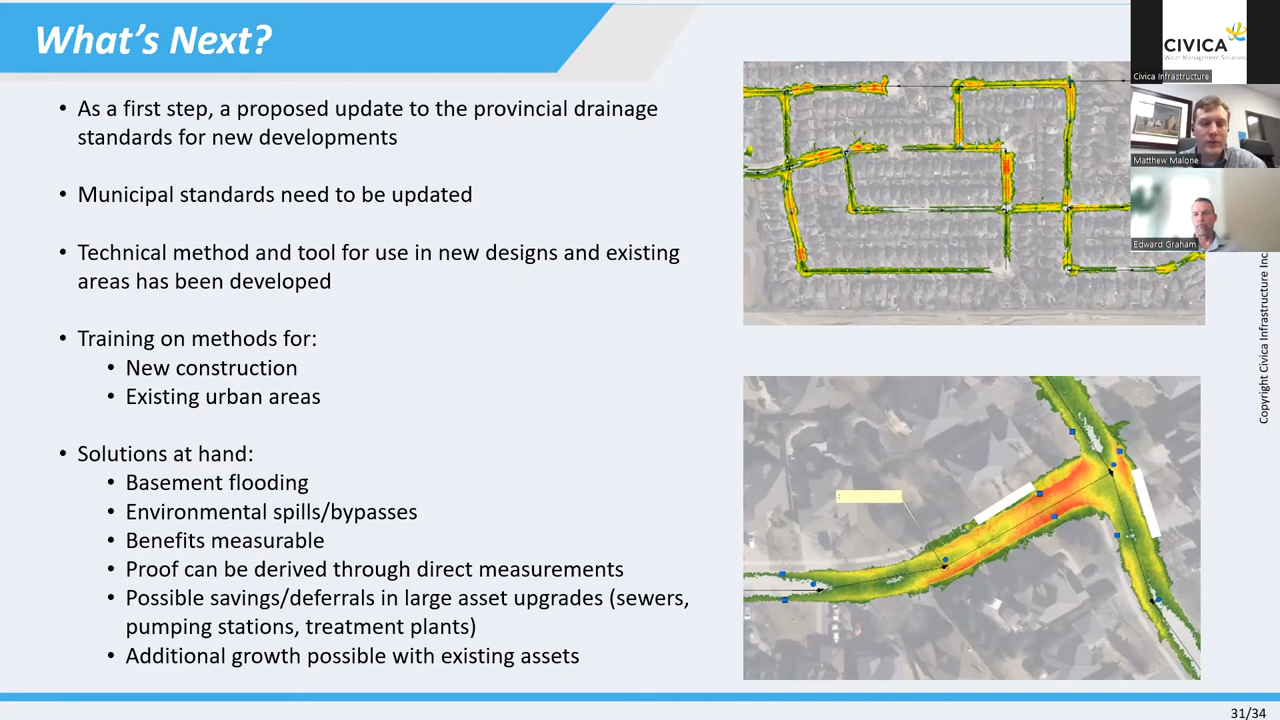 What's Next?
• As a first step, a proposed update to the provincial drainage
standards for new developments
• Municipal standards need to be updated
• Technical method and tool for use in new designs and existing
areas has been developed
• Training on methods for:
• New construction
• Existing urban areas
• Solutions at hand:
• Basement flooding
• Environmental spills/bypasses
• Benefits measurable
• Proof can be derived through direct measurements
• Possible savings/deferrals in large asset upgrades (sewers,
pumping stations, treatment plants)
• Additional growth possible with existing assets
CIVICA
Water Management Solutions
Civica Infrastructure
Matthew Malone
Edward Graham
Copyright Civica Infrastructure Inc
31/34